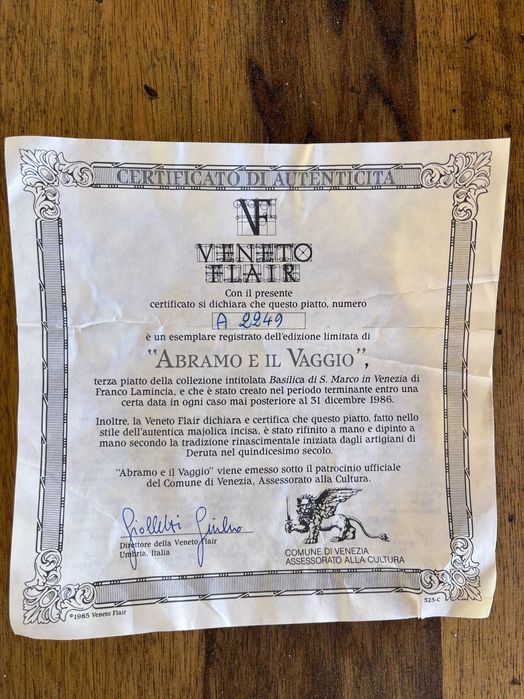 CERTIFICATO DI AUTENTICITÀ
VF
VENETO
FLAIR
Con il presente
certificato si dichiara che questo piatto, numero
A 2249
è un esemplare registrato dell'edizione limitata di
"ABRAMO E IL VAGGIO",
terza piatto della collezione intitolata Basilica di S. Marco in Venezia di
Franco Lamincia, e che è stato creato nel periodo terminante entro una
certa data in ogni caso mai posteriore al 31 dicembre 1986.
Inoltre, la Veneto Flair dichiara e certifica che questo piatto, fatto nello
stile dell'autentica majolica incisa, è stato rifinito a mano e dipinto a
mano secondo la tradizione rinascimentale iniziata dagli artigiani di
Deruta nel quindicesimo secolo.
"Abramo e il Vaggio" viene emesso sotto il patrocinio ufficiale
del Comune di Venezia, Assessorato alla Cultura.
Direttore della Veneto Flair
Umbria, Italia
COMUNE DI VENEZIA
ASSESSORATO ALLA CULTURA
©1985 Veneto Flair
523-C